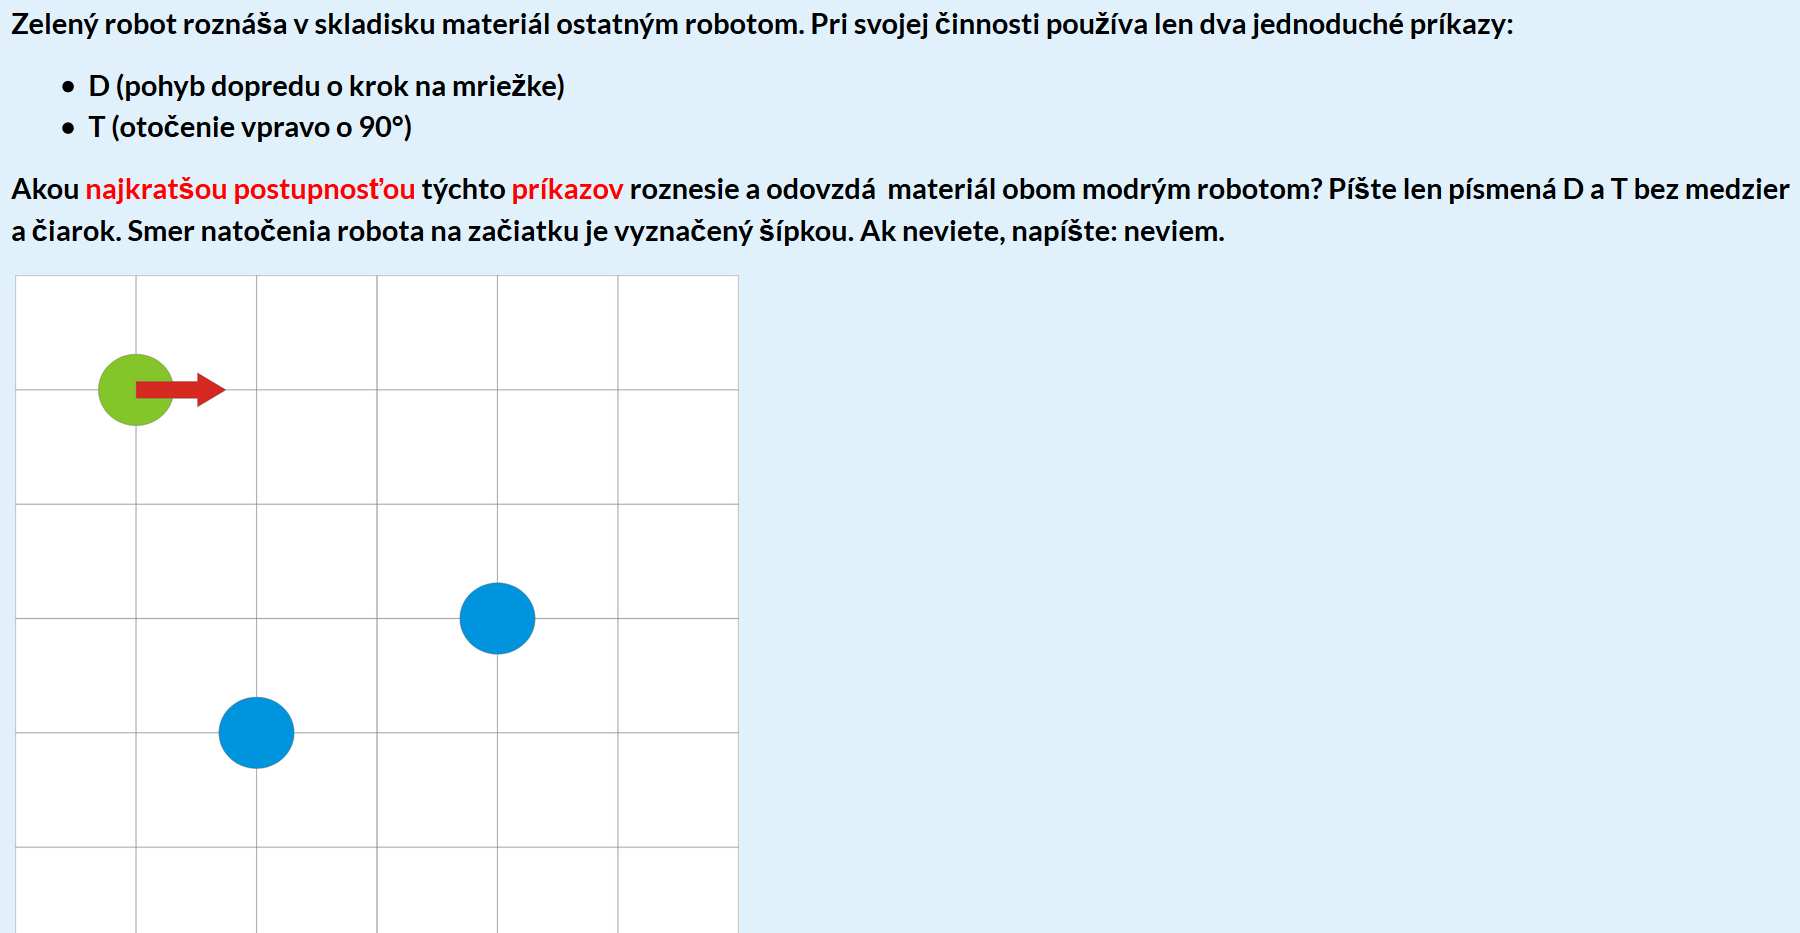 Zelený robot roznáša v skladisku materiál ostatným robotom. Pri svojej činnosti používa len dva jednoduché príkazy:
• D (pohyb dopredu o krok na mriežke)
• T (otočenie vpravo o 90°)
Akou najkratšou postupnosťou týchto príkazov roznesie a odovzdá  materiál obom modrým robotom? Píšte len písmená D a T bez medzier
a čiarok. Smer natočenia robota na začiatku je vyznačený šípkou. Ak neviete, napíšte: neviem.